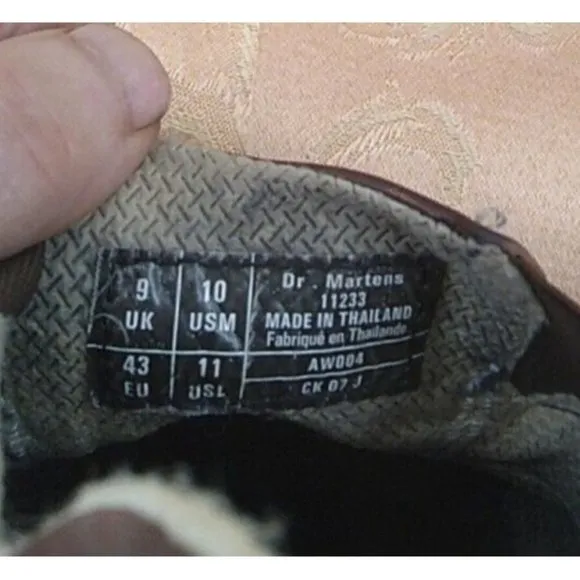 9 UK
10 USM
43 EU
11 USL
Dr. Martens
11233
MADE IN THAILAND
Fabriqué en Thailande
AW004
CK 07 J